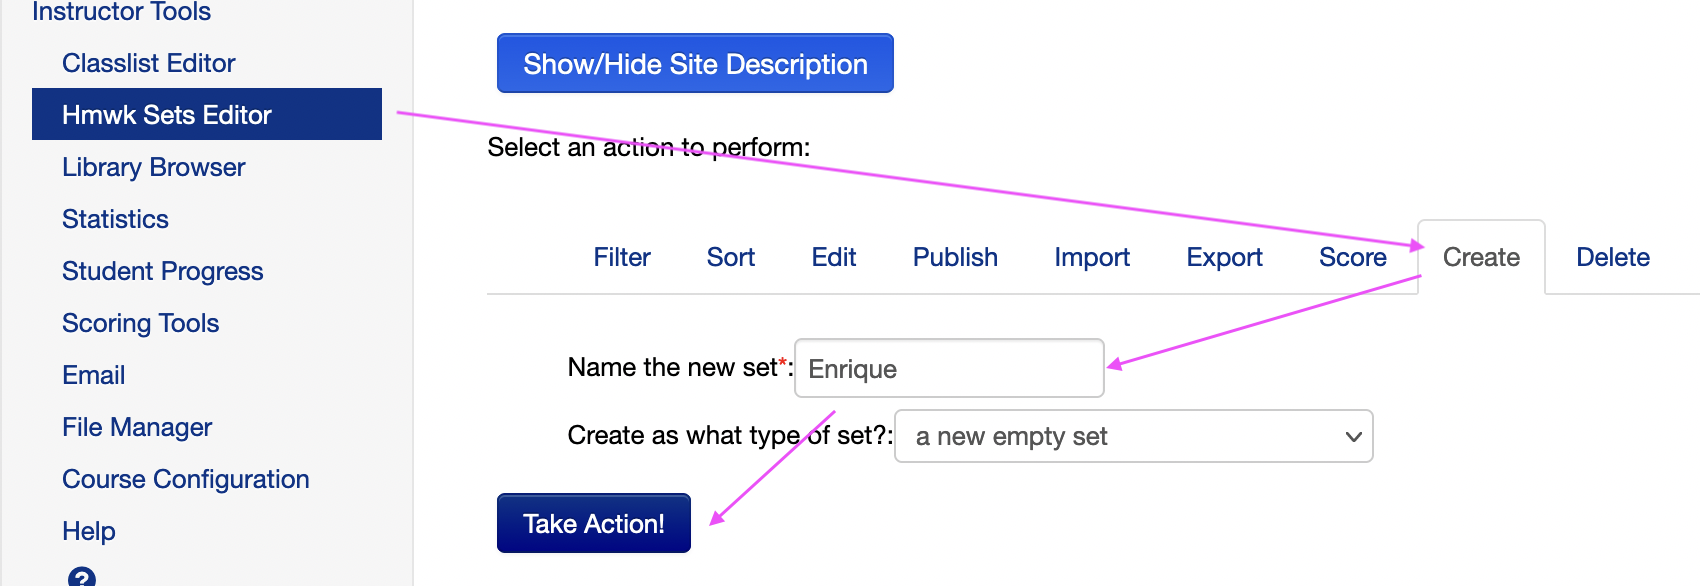 Instructor Tools
Classlist Editor
Hmwk Sets Editor
Library Browser
Statistics
Student Progress
Scoring Tools
Email
File Manager
Course Configuration
Help
?
Show/Hide Site Description
Select an action to perform:
Filter Sort Edit Publish Import Export Score Create Delete
Name the new set*: Enrique
Create as what type of set?: a new empty set
Take Action!